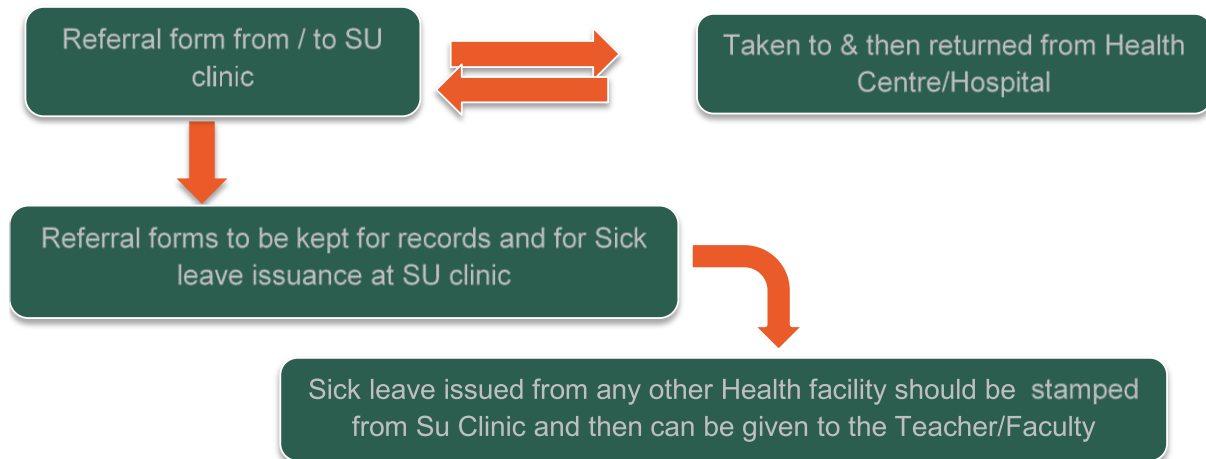 Referral form from / to SU
clinic
Taken to & then returned from Health
Centre/Hospital
Referral forms to be kept for records and for Sick
leave issuance at SU clinic
Sick leave issued from any other Health facility should be stamped
from Su Clinic and then can be given to the Teacher/Faculty